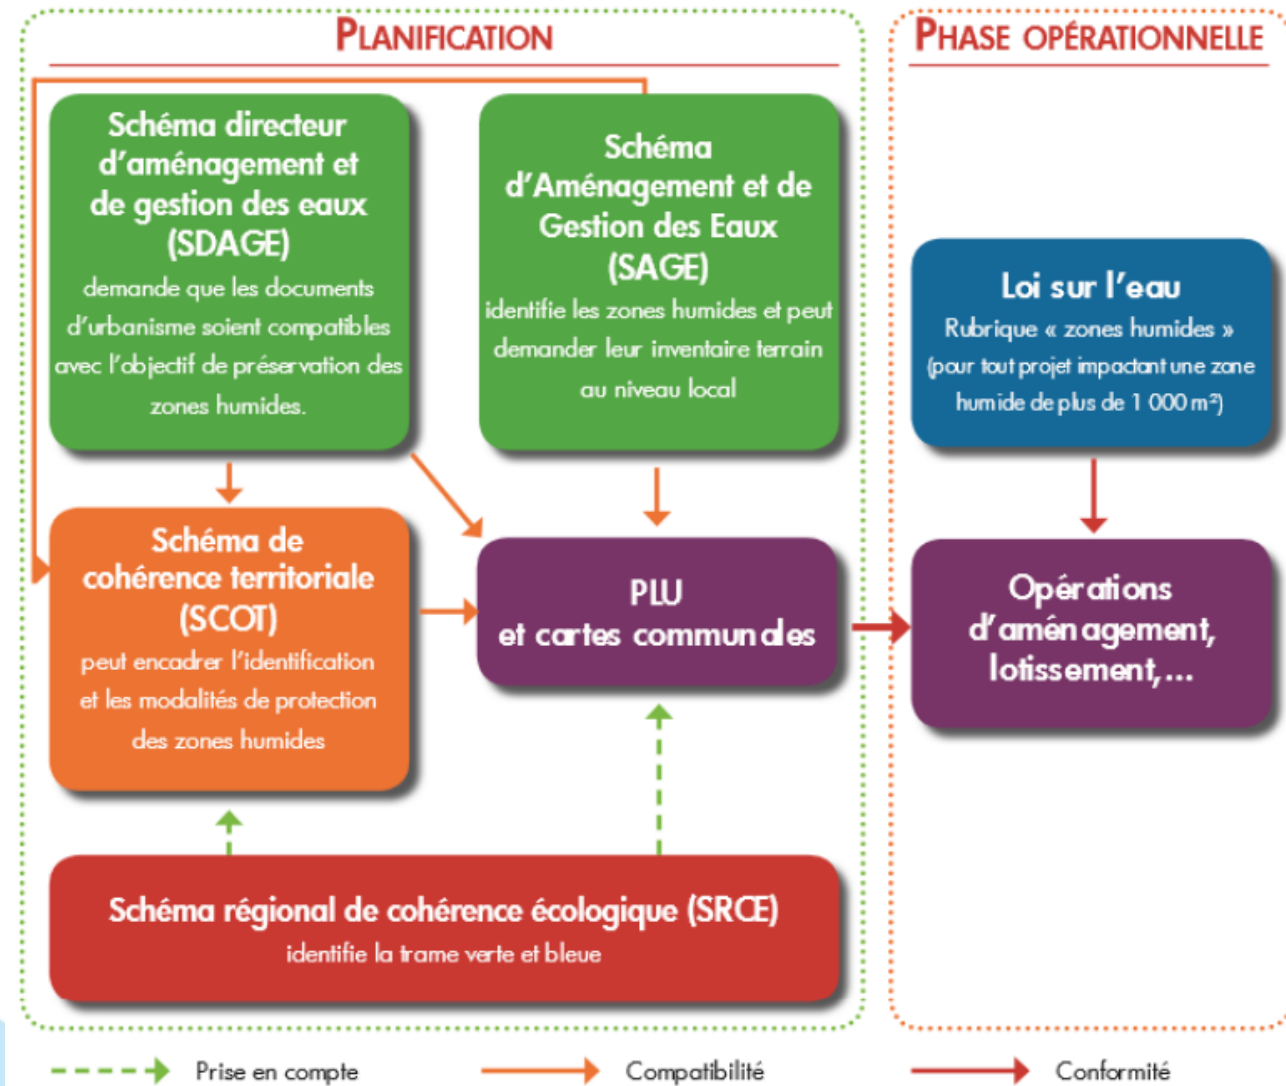 PLANIFICATION
Schéma directeur
d'aménagement et
de gestion des eaux
(SDAGE)
demande que les documents
d'urbanisme soient compatibles
avec l'objectif de préservation des
zones humides.
Schéma
d'Aménagement et de
Gestion des Eaux
(SAGE)
identifie les zones humides et peut
demander leur inventaire terrain
au niveau local
Schéma de
cohérence territoriale
(SCOT)
peut encadrer l'identification
et les modalités de protection
des zones humides
PLU
et cartes communales
Schéma régional de cohérence écologique (SRCE)
identifie la trame verte et bleue
PHASE OPÉRATIONNELLE
Loi sur l'eau
Rubrique « zones humides »
(pour tout projet impactant une zone
humide de plus de 1 000 m²)
Opérations
d'aménagement,
lotissement,...
Prise en compte
Compatibilité
Conformité